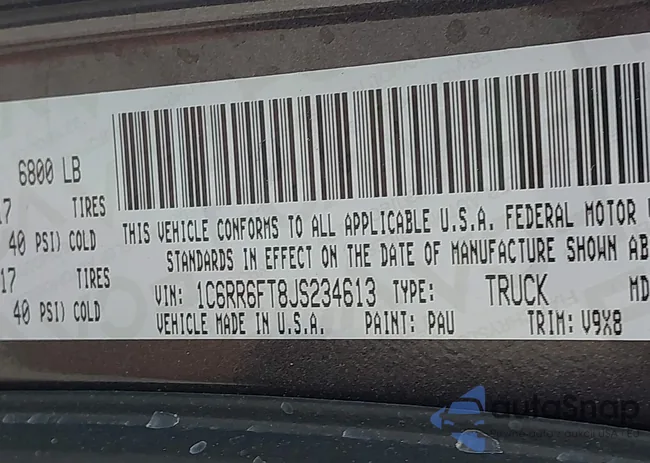 6800 LB
17 TIRES
40 PSI) COLD
17 TIRES
40 PSI) COLD
THIS VEHICLE CONFORMS TO ALL APPLICABLE U.S.A. FEDERAL MOTOR
STANDARDS IN EFFECT ON THE DATE OF MANUFACTURE SHOWN AB
VIN: 1C6RR6FT8JS234613 TYPE: TRUCK MD
VEHICLE MADE IN U.S.A. PAINT: PAU TRIM: V9X8
autoSnap